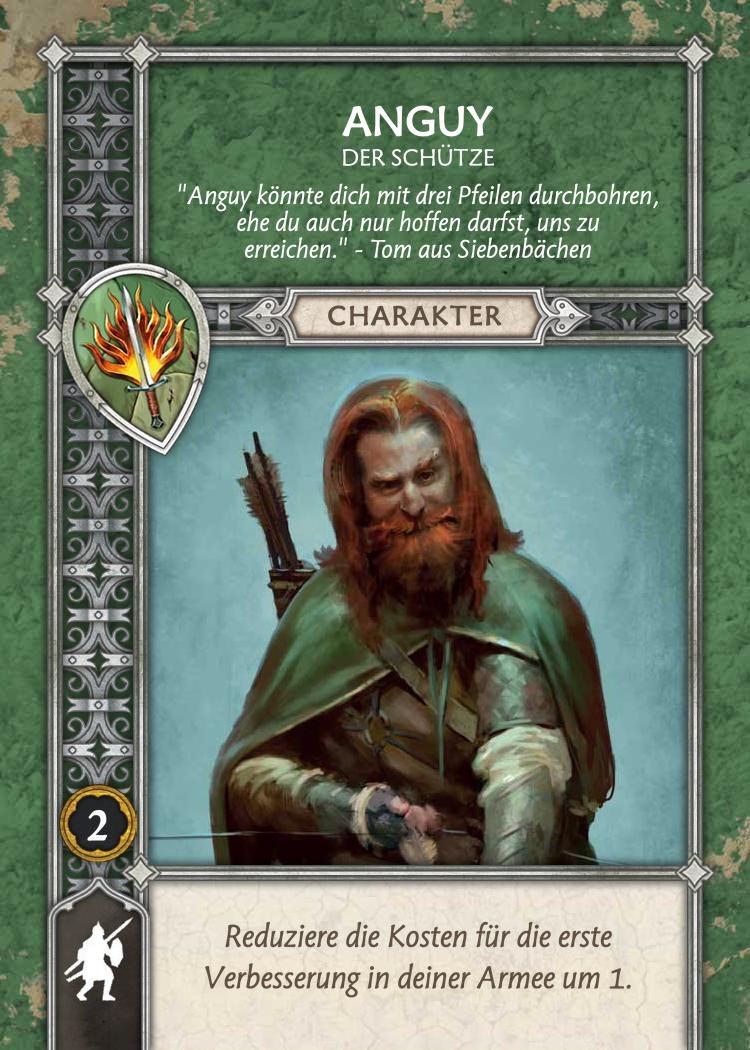 ANGUY
DER SCHÜTZE
"Anguy könnte dich mit drei Pfeilen durchbohren,
ehe du auch nur hoffen darfst, uns zu
erreichen." - Tom aus Siebenbächen
CHARAKTER
2
Reduziere die Kosten für die erste
Verbesserung in deiner Armee um 1.